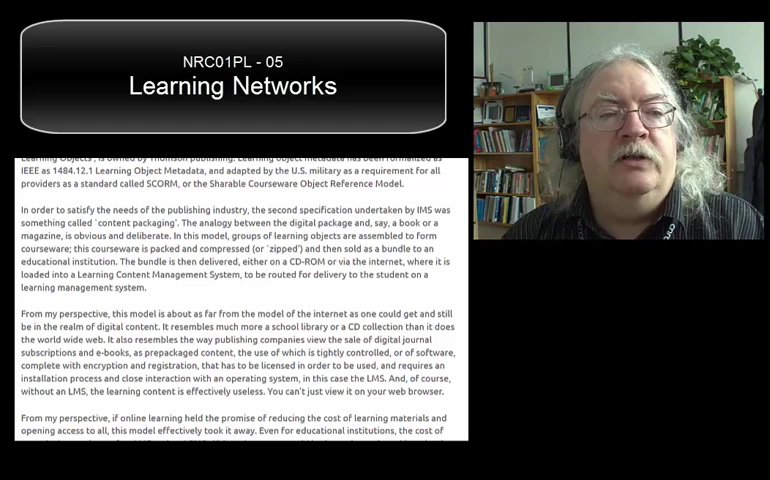 NRC01PL - 05
Learning Networks
Learning Objects', is owned by Thomson publishing. Learning object metadata has been formalized as
IEEE as 1484.12.1 Learning Object Metadata, and adapted by the U.S. military as a requirement for all
providers as a standard called SCORM, or the Sharable Courseware Object Reference Model.
In order to satisfy the needs of the publishing industry, the second specification undertaken by IMS was
something called `content packaging'. The analogy between the digital package and, say, a book or a
magazine, is obvious and deliberate. In this model, groups of learning objects are assembled to form
courseware; this courseware is packed and compressed (or `zipped') and then sold as a bundle to an
educational institution. The bundle is then delivered, either on a CD-ROM or via the internet, where it is
loaded into a Learning Content Management System, to be routed for delivery to the student on a
learning management system.
From my perspective, this model is about as far from the model of the internet as one could get and still
be in the realm of digital content. It resembles much more a school library or a CD collection than it does
the world wide web. It also resembles the way publishing companies view the sale of digital journal
subscriptions and e-books, as prepackaged content, the use of which is tightly controlled, or of software,
complete with encryption and registration, that has to be licensed in order to be used, and requires an
installation process and close interaction with an operating system, in this case the LMS. And, of course,
without an LMS, the learning content is effectively useless. You can't just view it on your web browser.
From my perspective, if online learning held the promise of reducing the cost of learning materials and
opening access to all, this model effectively took it away. Even for educational institutions, the cost of